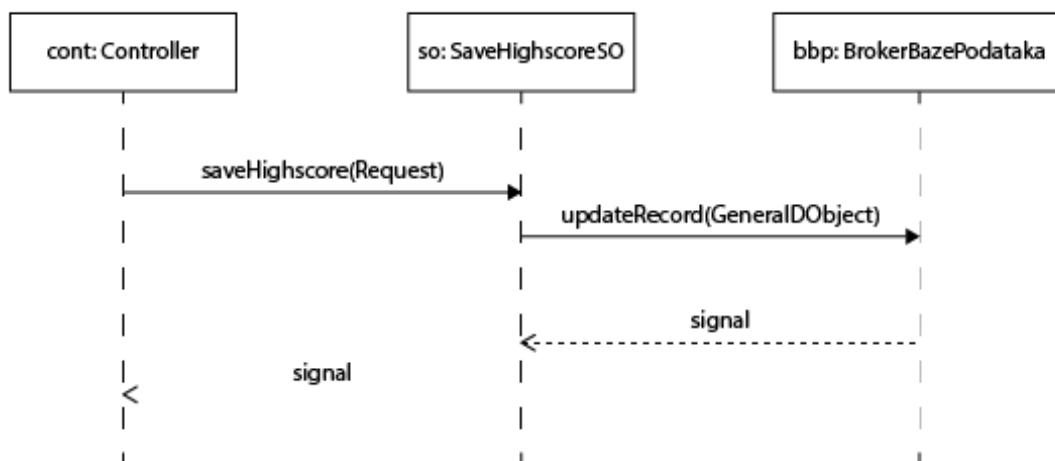 cont: Controller
so: SaveHighscoreSO
bbp: BrokerBazePodataka
saveHighscore(Request)
updateRecord(GeneralDObject)
signal
signal